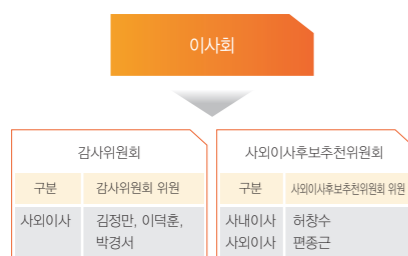 이사회
감사위원회
구분 감사위원회 위원
사외이사 김정만, 이덕훈,
박경서
사외이사후보추천위원회
구분 사외이사후보추천위원회 위원
사내이사 허창수
사외이사 편종근